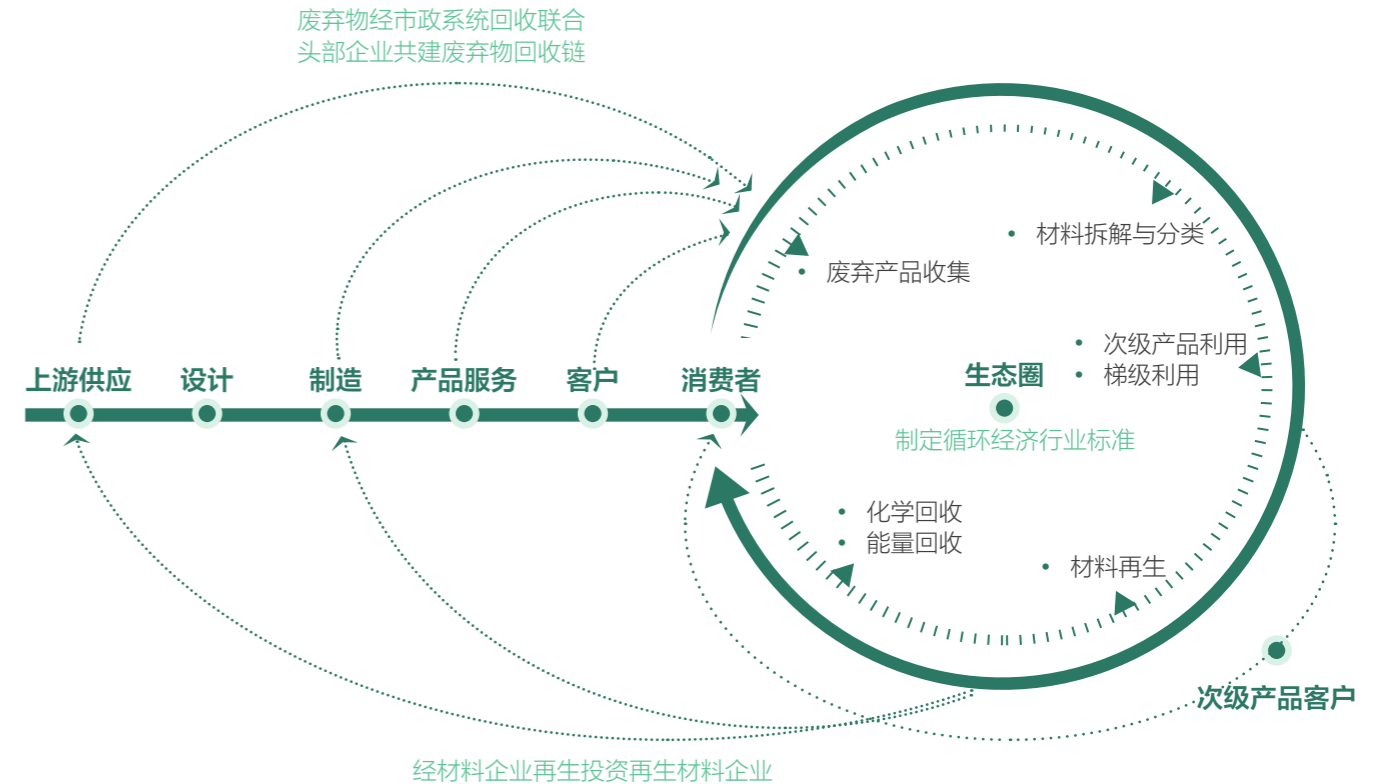 废弃物经市政系统回收联合
头部企业共建废弃物回收链
材料拆解与分类
废弃产品收集
次级产品利用
梯级利用
上游供应
设计
制造
产品服务
客户
消费者
生态圈
制定循环经济行业标准
化学回收
能量回收
材料再生
次级产品客户
经材料企业再生投资再生材料企业